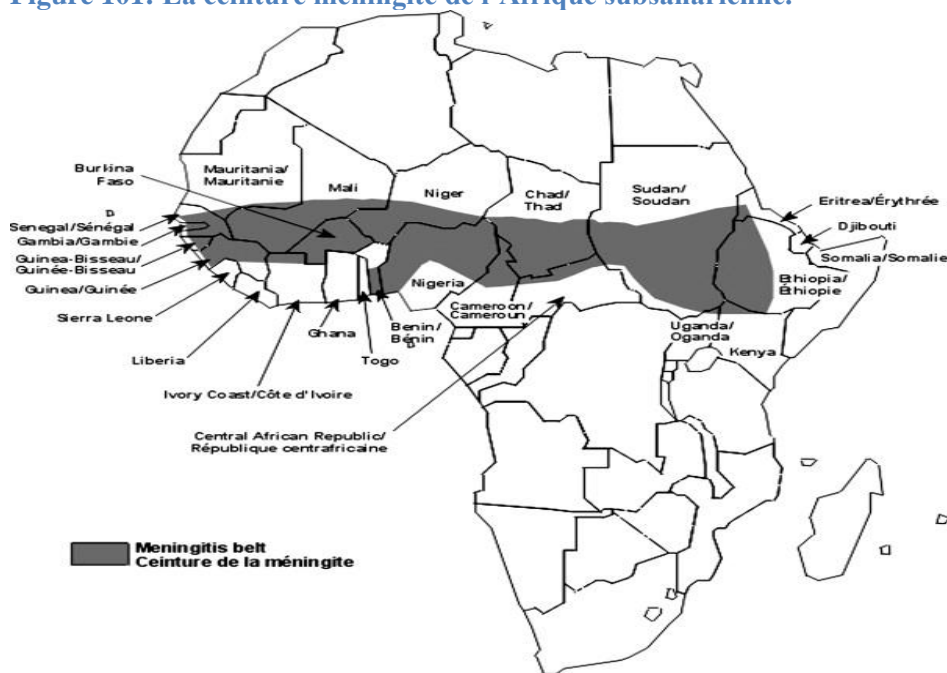 Figure 101: La ceinture méningite de l'Afrique subsaharienne.
Burkina
Faso
Mauritania/
Mauritanie
Mali
Niger
Chad/
Thad
Sudan/
Soudan
Eritrea/Érythrée
Djibouti
Somalia/Somalie
Ethiopia/
Éthiopie
Senegal/Sénégal
Gambia/Gambie
Guinea-Bisseau/
Guinée-Bisseau
Guinea/Guinée
Sierra Leone
Liberia
Ivory Coast/Côte d'Ivoire
Ghana
Togo
Benin/
Bénin
Nigeria
Cameroon/
Cameroun
Central African Republic/
République centrafricaine
Uganda/
Oganda
Kenya
Meningitis belt
Ceinture de la méningite